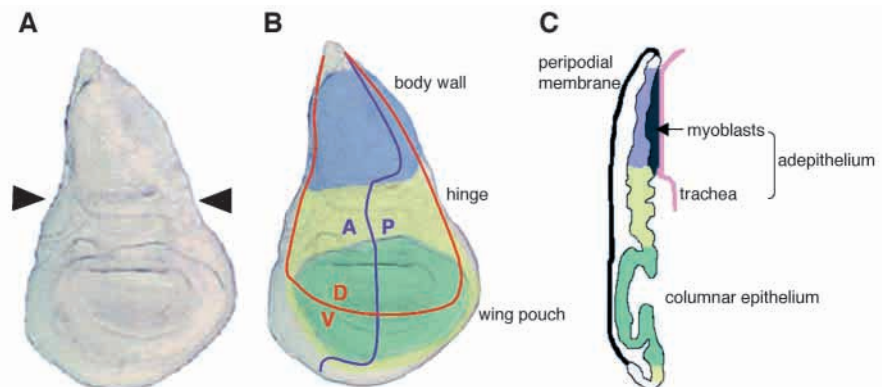 A
B
C
body wall
hinge
A P
D
V
wing pouch
peripodial
membrane
myoblasts
adepithelium
trachea
columnar epithelium